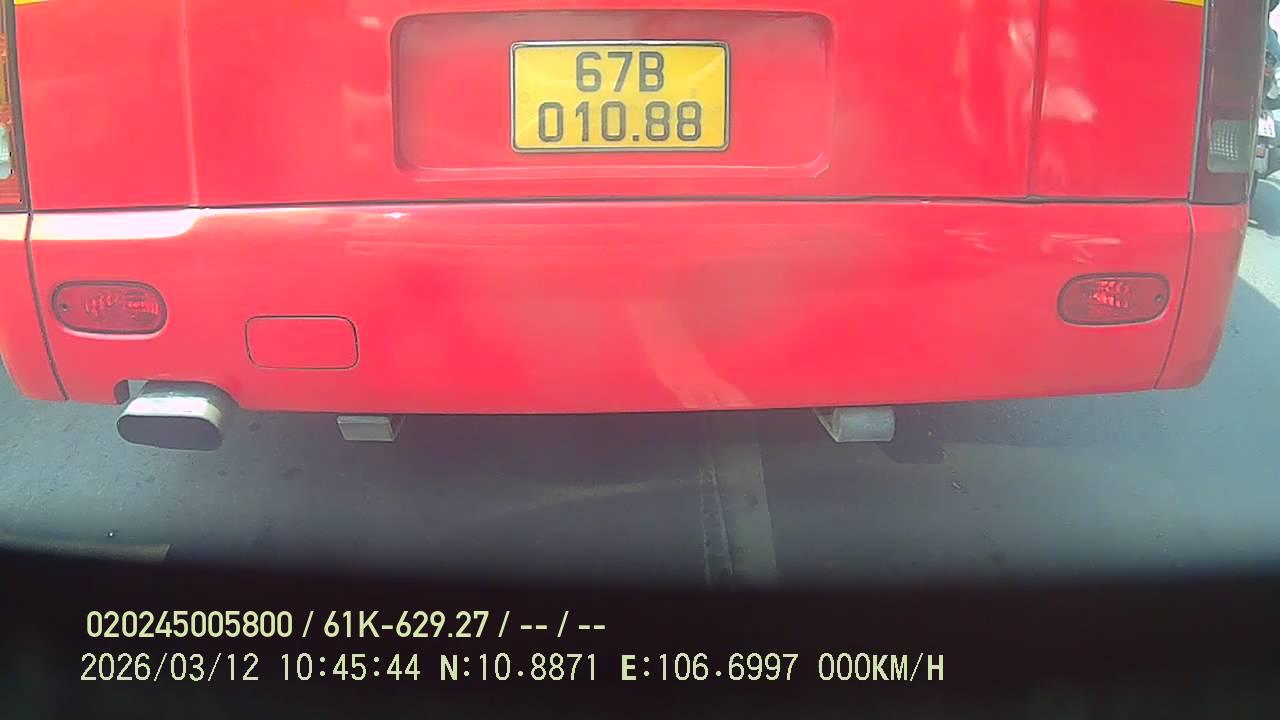 67B
010.88
020245005800 / 61K-629.27 / -- / --
2026/03/12 10:45:44 N:10.8871 E:106.6997 000KM/H